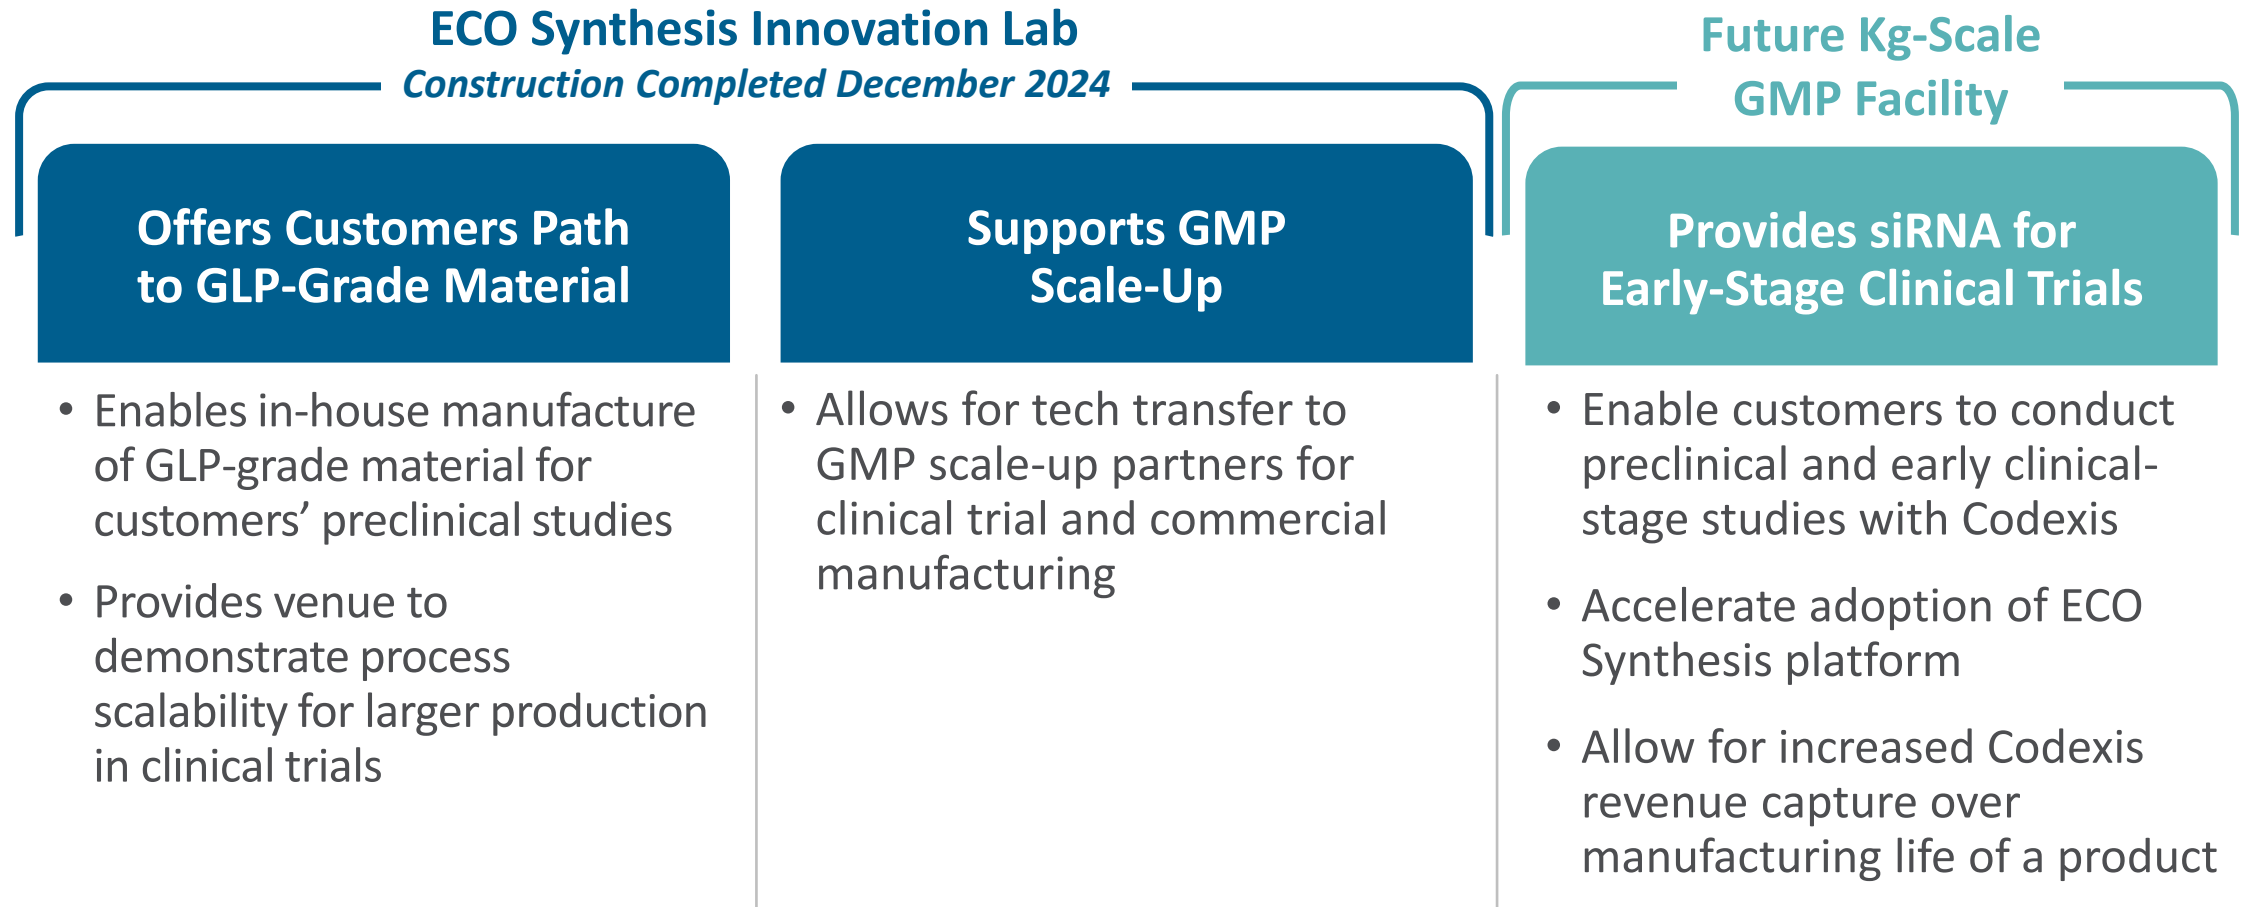 ECO Synthesis Innovation Lab
Construction Completed December 2024
Offers Customers Path
to GLP-Grade Material
• Enables in-house manufacture
of GLP-grade material for
customers’ preclinical studies
• Provides venue to
demonstrate process
scalability for larger production
in clinical trials
Supports GMP
Scale-Up
• Allows for tech transfer to
GMP scale-up partners for
clinical trial and commercial
manufacturing
Future Kg-Scale
GMP Facility
Provides siRNA for
Early-Stage Clinical Trials
• Enable customers to conduct
preclinical and early clinical-
stage studies with Codexis
• Accelerate adoption of ECO
Synthesis platform
• Allow for increased Codexis
revenue capture over
manufacturing life of a product